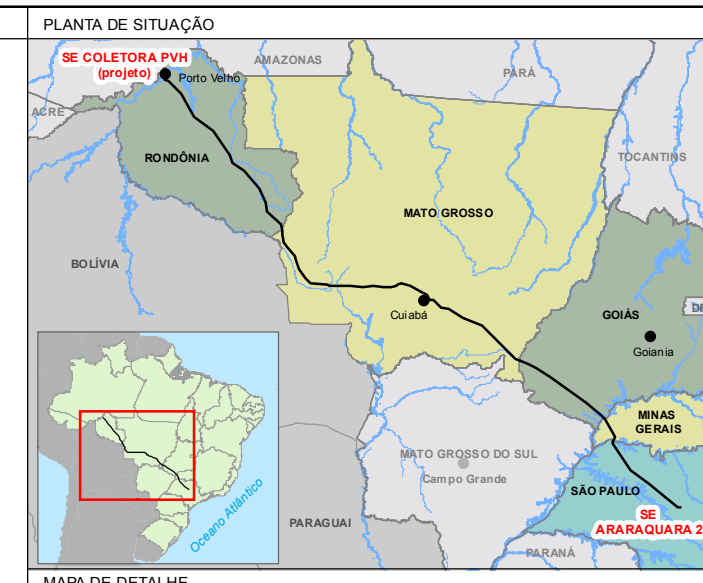 PLANTA DE SITUAÇÃO
SE COLETORA PVH
(projeto)
Porto Velho
AMAZONAS
PARÁ
ACRE
TOCANTINS
RONDÔNIA
MATO GROSSO
BOLÍVIA
Cuiabá
GOIÁS
Goiania
MINAS
GERAIS
MATO GROSSO DO SUL
Campo Grande
SÃO PAULO
SE
ARARAQUARA 2
PARAGUAI
PARANÁ
Oceano Atlântico
MAPA DE DETALHE